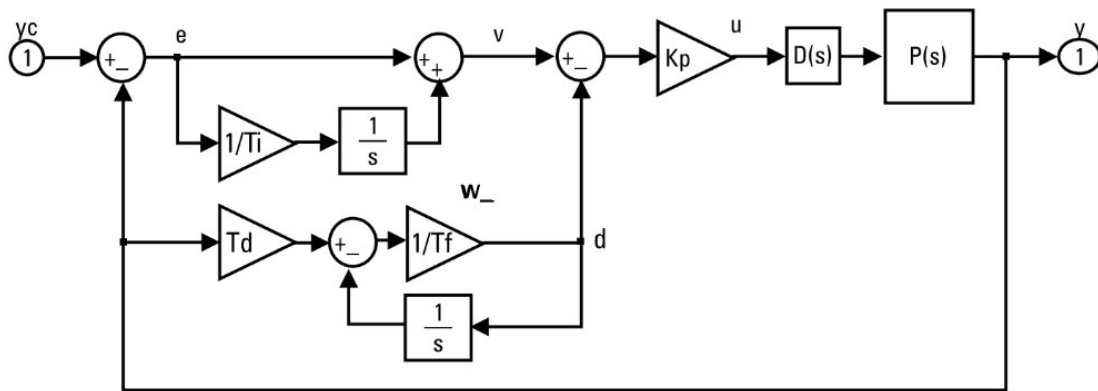 yc
1
+
_
e
+
+
v
+
_
Kp
u
D(s)
P(s)
y
1
1/Ti
1
s
w_
Td
+
_
1/Tf
d
1
s